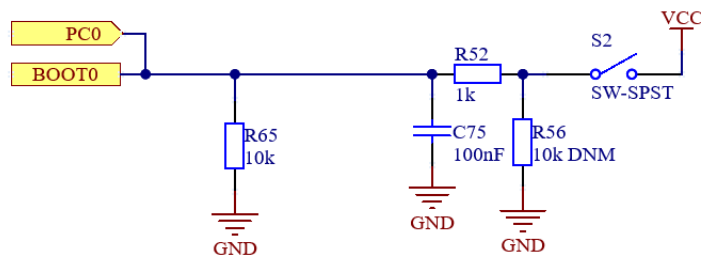 VCC
PC0
S2
R52
BOOT0
1k
SW-SPST
R65
10k
C75
100nF
R56
10k DNM
GND
GND
GND